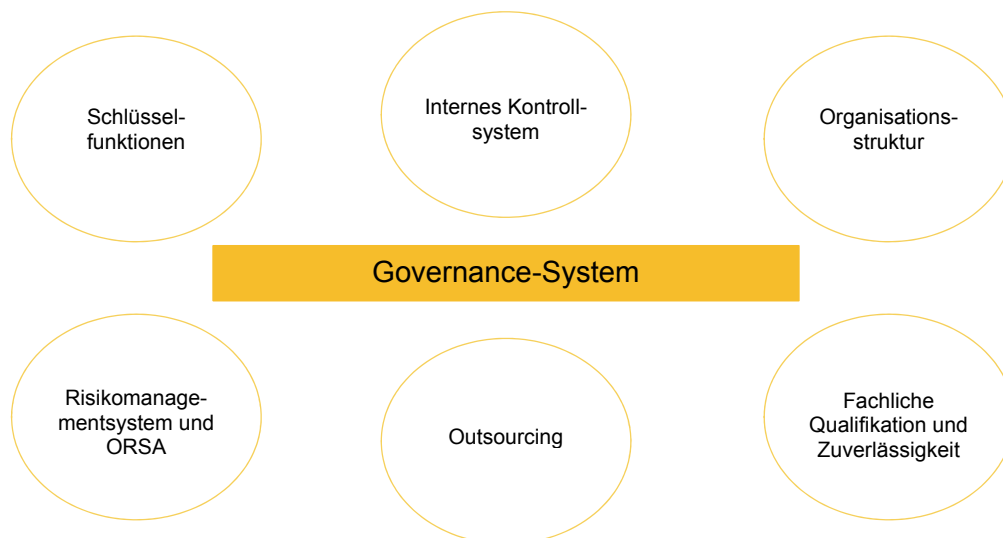 Schlüssel-
funktionen
Internes Kontroll-
system
Organisations-
struktur
Governance-System
Risikomanage-
mentsystem und
ORSA
Outsourcing
Fachliche
Qualifikation und
Zuverlässigkeit